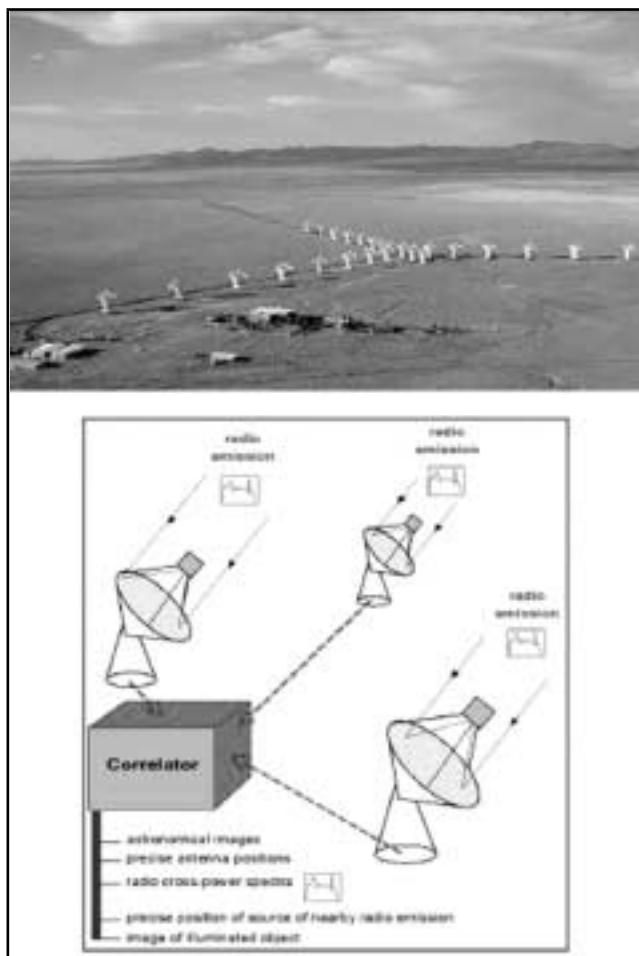 radio
emission
radio
emission
radio
emission
Correlator
astronomical images
precise antenna positions
radio cross-power spectra
precise position of source of nearby radio emission
image of illuminated object